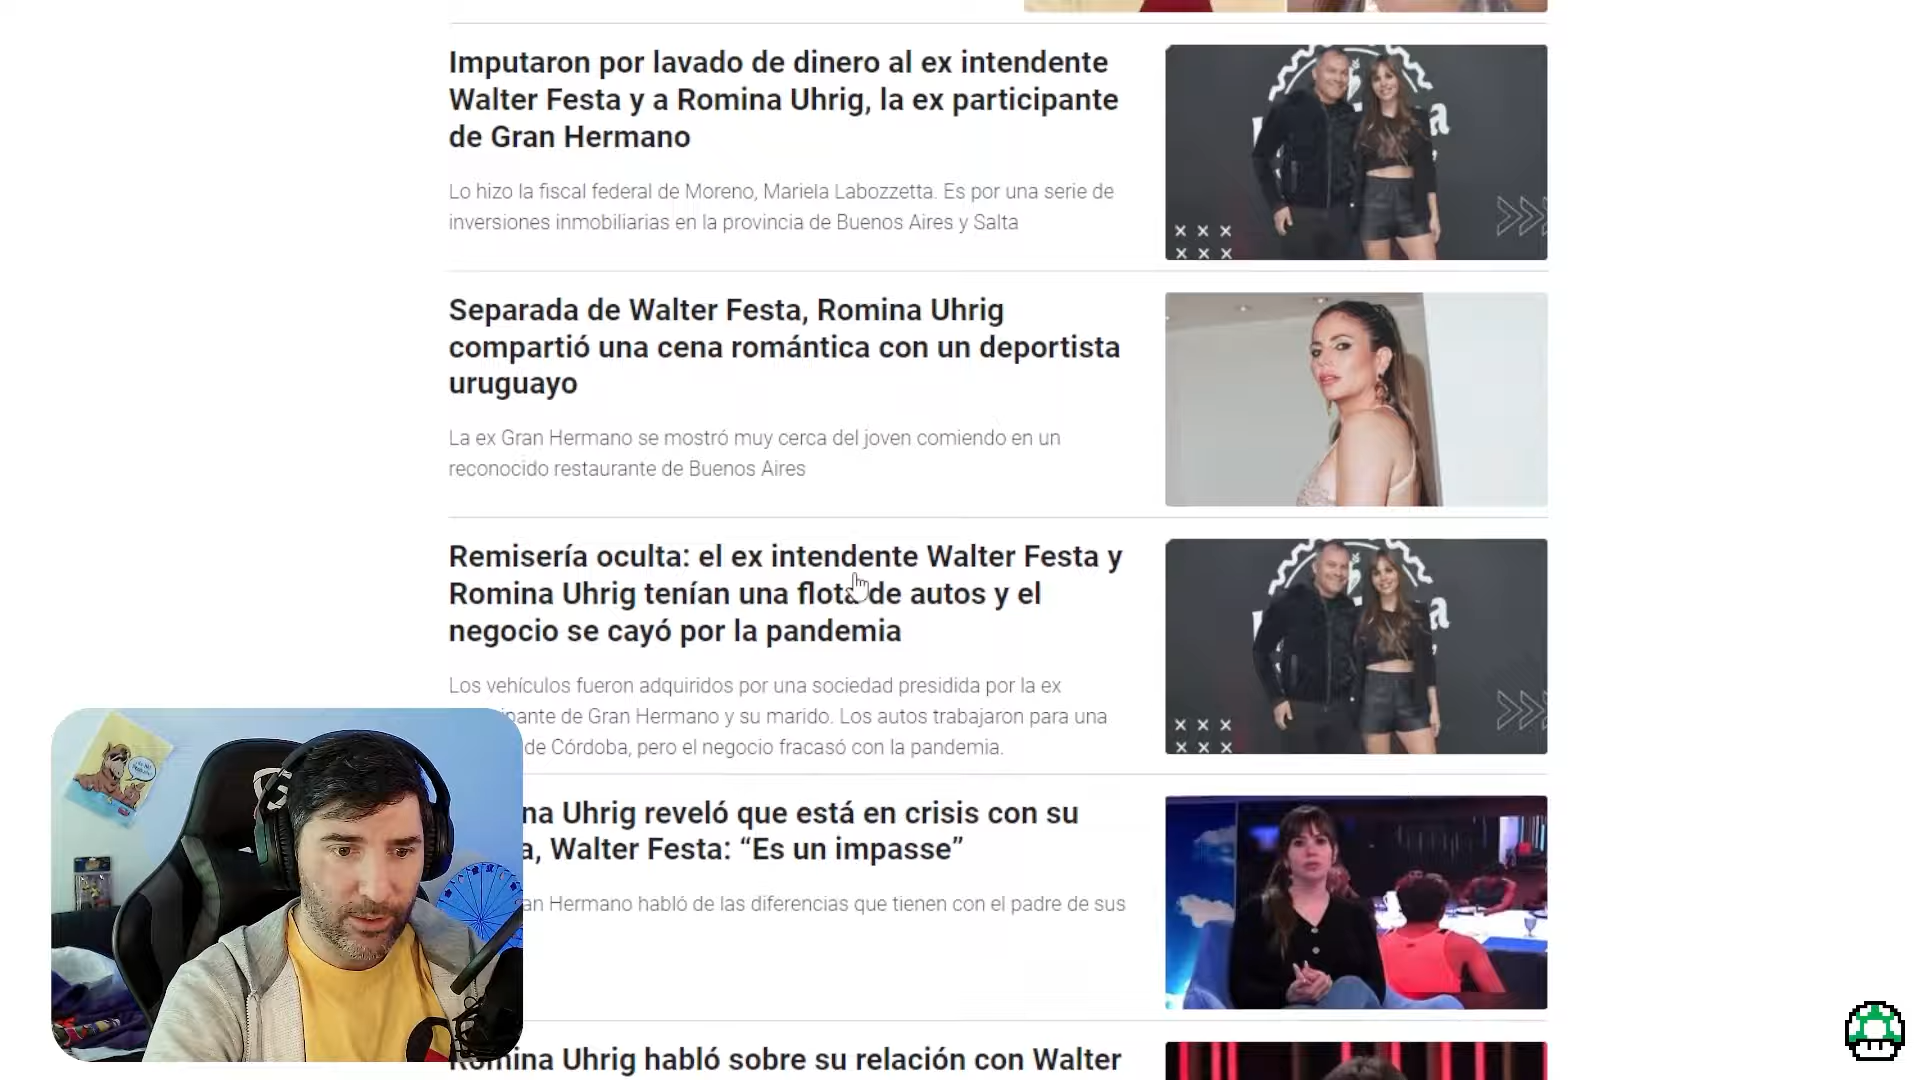 Imputaron por lavado de dinero al ex intendente
Walter Festa y a Romina Uhrig, la ex participante
de Gran Hermano
Lo hizo la fiscal federal de Moreno, Mariela Labozzetta. Es por una serie de
inversiones inmobiliarias en la provincia de Buenos Aires y Salta
Separada de Walter Festa, Romina Uhrig
compartió una cena romántica con un deportista
uruguayo
La ex Gran Hermano se mostró muy cerca del joven comiendo en un
reconocido restaurante de Buenos Aires
Remisería oculta: el ex intendente Walter Festa y
Romina Uhrig tenían una flota de autos y el
negocio se cayó por la pandemia
Los vehículos fueron adquiridos por una sociedad presidida por la ex
pante de Gran Hermano y su marido. Los autos trabajaron para una
de Córdoba, pero el negocio fracasó con la pandemia.
na Uhrig reveló que está en crisis con su
a, Walter Festa: “Es un impasse”
an Hermano habló de las diferencias que tienen con el padre de sus
Romina Uhrig habló sobre su relación con Walter